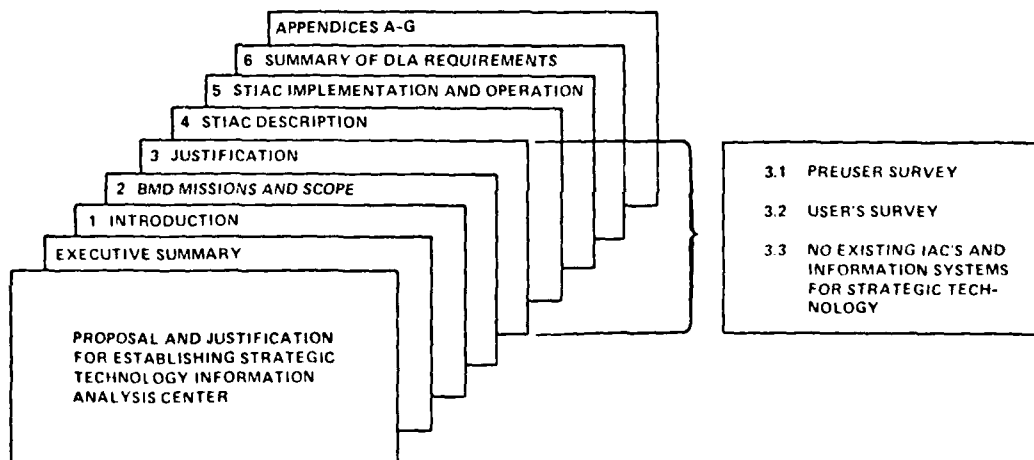 APPENDICES A-G
6 SUMMARY OF DLA REQUIREMENTS
5 STIAC IMPLEMENTATION AND OPERATION
4 STIAC DESCRIPTION
3 JUSTIFICATION
2 BMD MISSIONS AND SCOPE
1 INTRODUCTION
EXECUTIVE SUMMARY
PROPOSAL AND JUSTIFICATION
FOR ESTABLISHING STRATEGIC
TECHNOLOGY INFORMATION
ANALYSIS CENTER
3.1 PREUSER SURVEY
3.2 USER'S SURVEY
3.3 NO EXISTING IAC'S AND
INFORMATION SYSTEMS
FOR STRATEGIC TECH-
NOLOGY